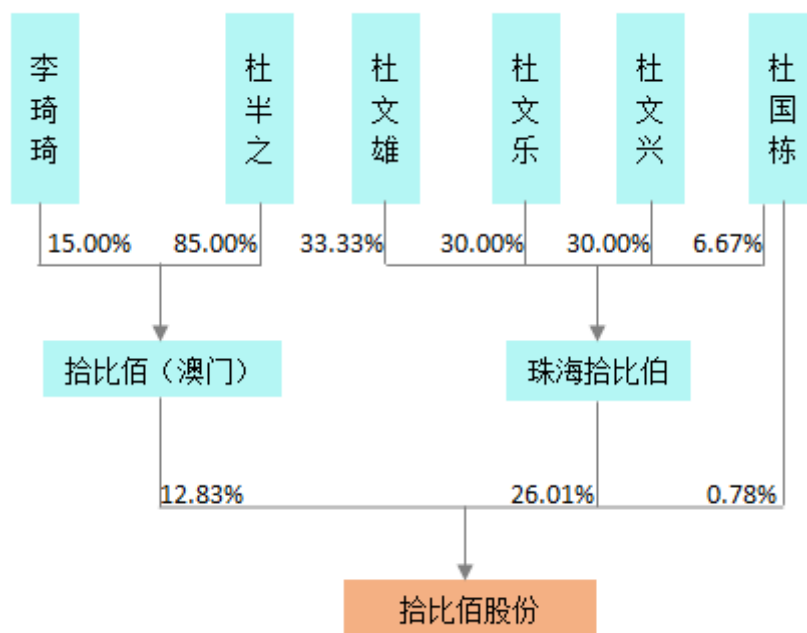 李琦琦
杜半之
杜文雄
杜文乐
杜文兴
杜国栋
15.00%
85.00%
33.33%
30.00%
30.00%
6.67%
拾比佰（澳门）
珠海拾比伯
12.83%
26.01%
0.78%
拾比佰股份